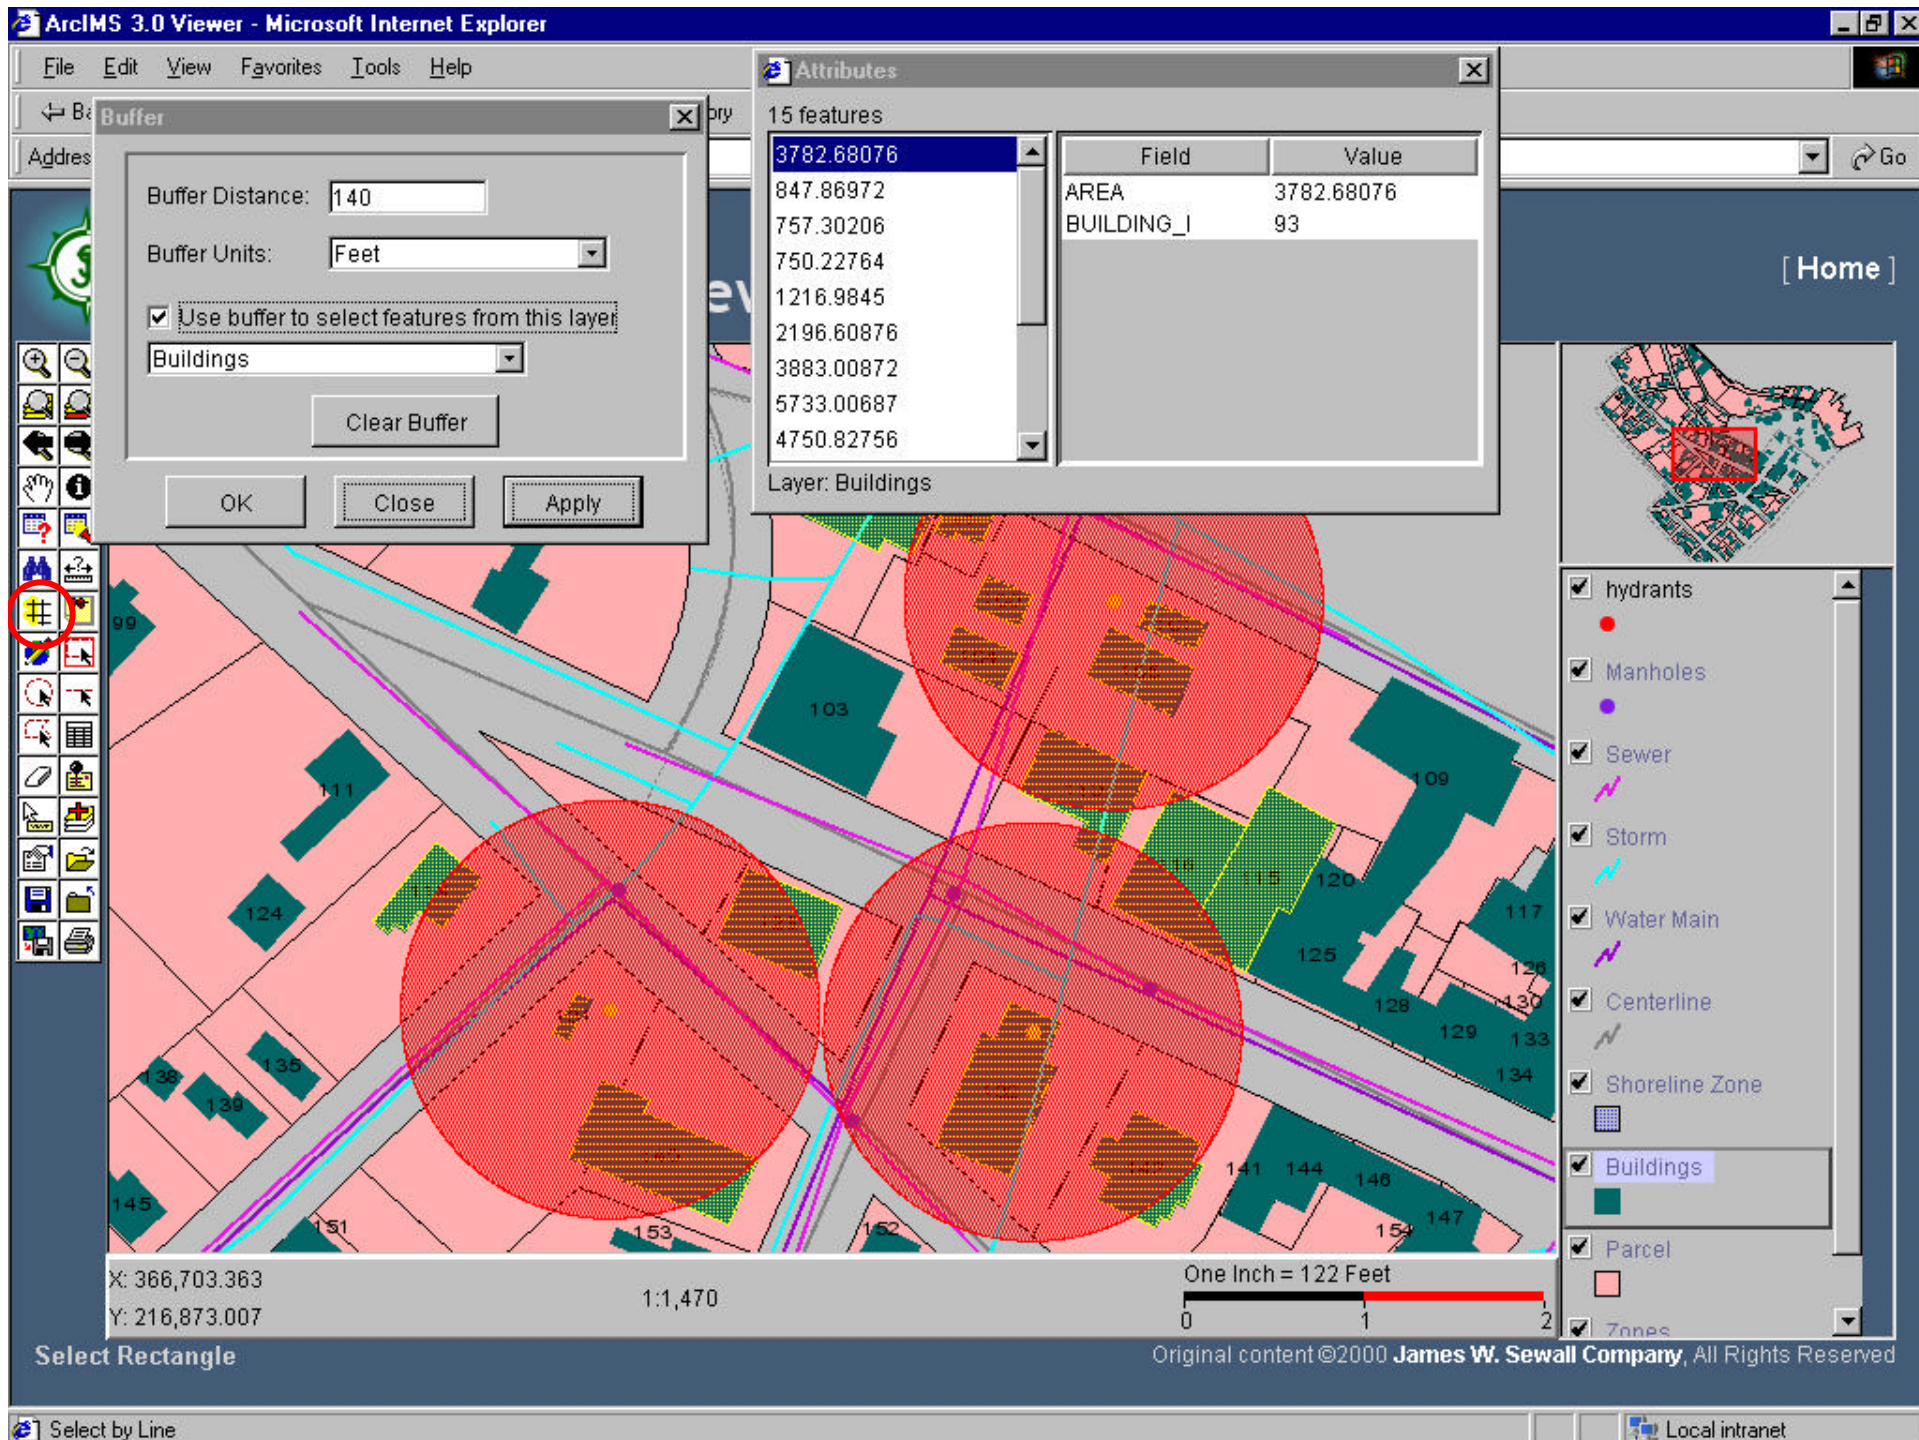 ArcIMS 3.0 Viewer - Microsoft Internet Explorer
File Edit View Favorites Tools Help
Attributes
Buffer
15 features
Address
Go
3782.68076
Field Value
Buffer Distance: 140
847.86972
AREA 3782.68076
757.30206
BUILDING_I 93
Buffer Units: Feet
750.22764
[ Home ]
1216.9845
Use buffer to select features from this layer
2196.60876
Buildings
3883.00872
5733.00687
Clear Buffer
4750.82756
Layer: Buildings
OK Close Apply
hydrants
99
Manholes
103
Sewer
109
111
Storm
116
115
120
124
117
Water Main
125
126
128
130
Centerline
129
133
135
138
134
139
Shoreline Zone
141 144
146
Buildings
145
147
151
153
152
154
Parcel
X: 366,703.363
1:1,470
One Inch = 122 Feet
Y: 216,873.007
0 1 2
Zones
Select Rectangle
Original content ©2000 James W. Sewall Company, All Rights Reserved
Select by Line
Local intranet